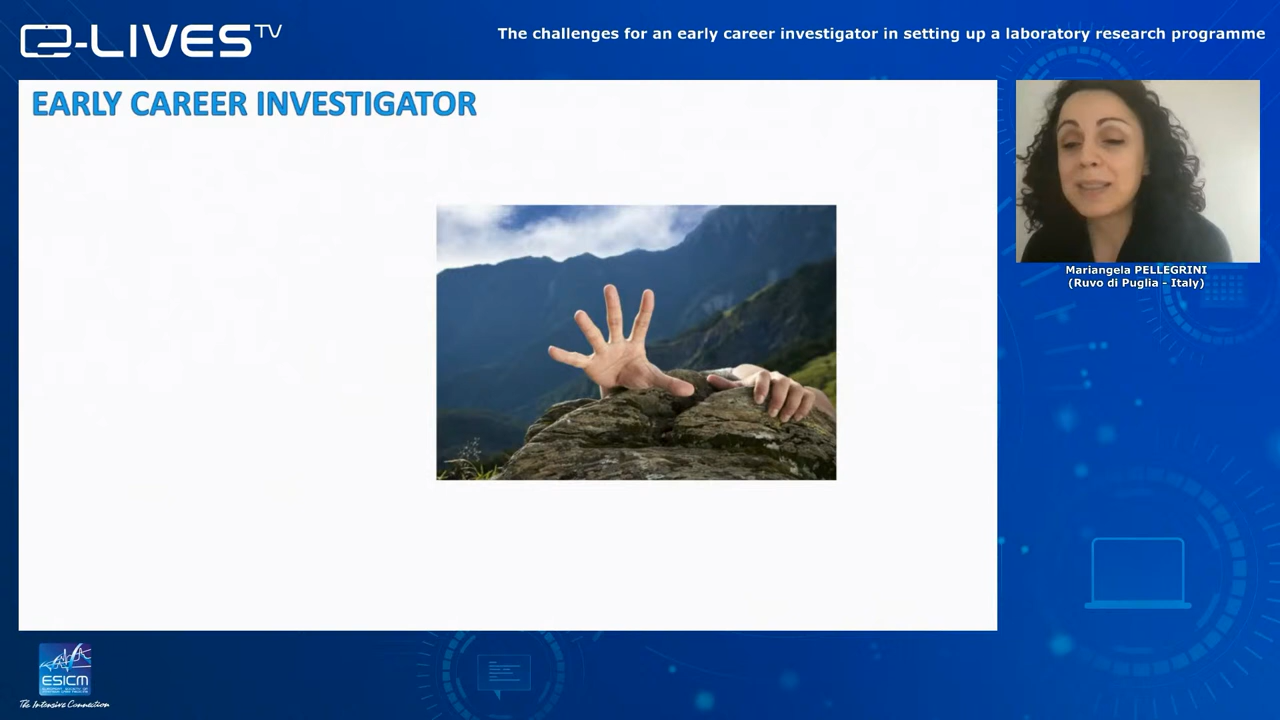 e-LIVES TV
The challenges for an early career investigator in setting up a laboratory research programme
EARLY CAREER INVESTIGATOR
Mariangela PELLEGRINI
(Ruvo di Puglia - Italy)
ESICM
The Intensive Connection